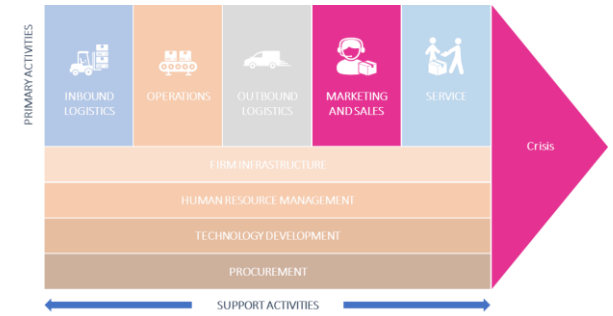 PRIMARY ACTIVITIES
INBOUND
LOGISTICS
OPERATIONS
OUTBOUND
LOGISTICS
MARKETING
AND SALES
SERVICE
Crisis
FIRM INFRASTRUCTURE
HUMAN RESOURCE MANAGEMENT
TECHNOLOGY DEVELOPMENT
PROCUREMENT
SUPPORT ACTIVITIES